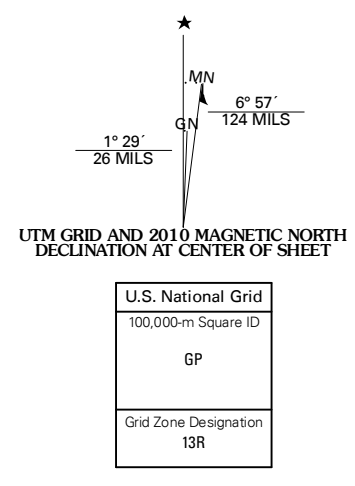 ★
MN
GN
6° 57´
124 MILS
1° 29´
26 MILS
UTM GRID AND 2010 MAGNETIC NORTH
DECLINATION AT CENTER OF SHEET
U.S. National Grid
100,000-m Square ID
GP
Grid Zone Designation
13R